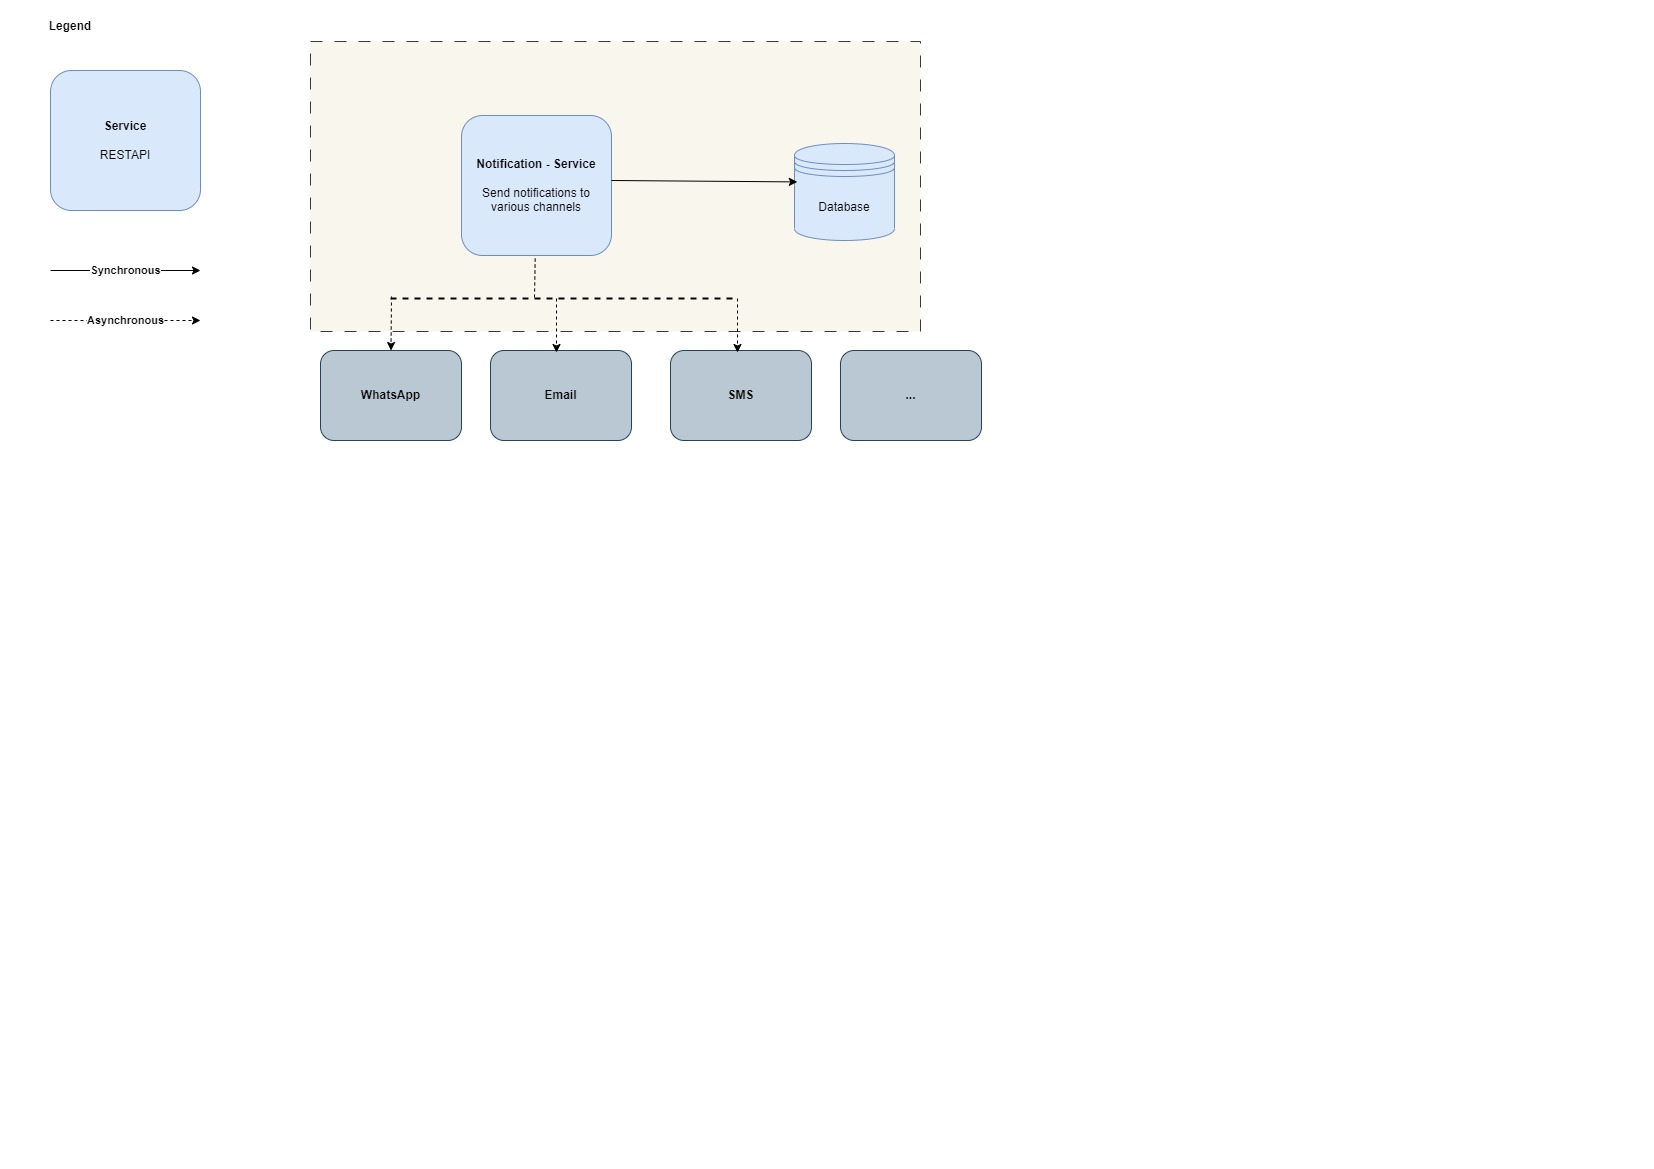 Legend
Service
RESTAPI
Synchronous
Asynchronous
Notification - Service
Send notifications to
various channels
Database
WhatsApp
Email
SMS
...